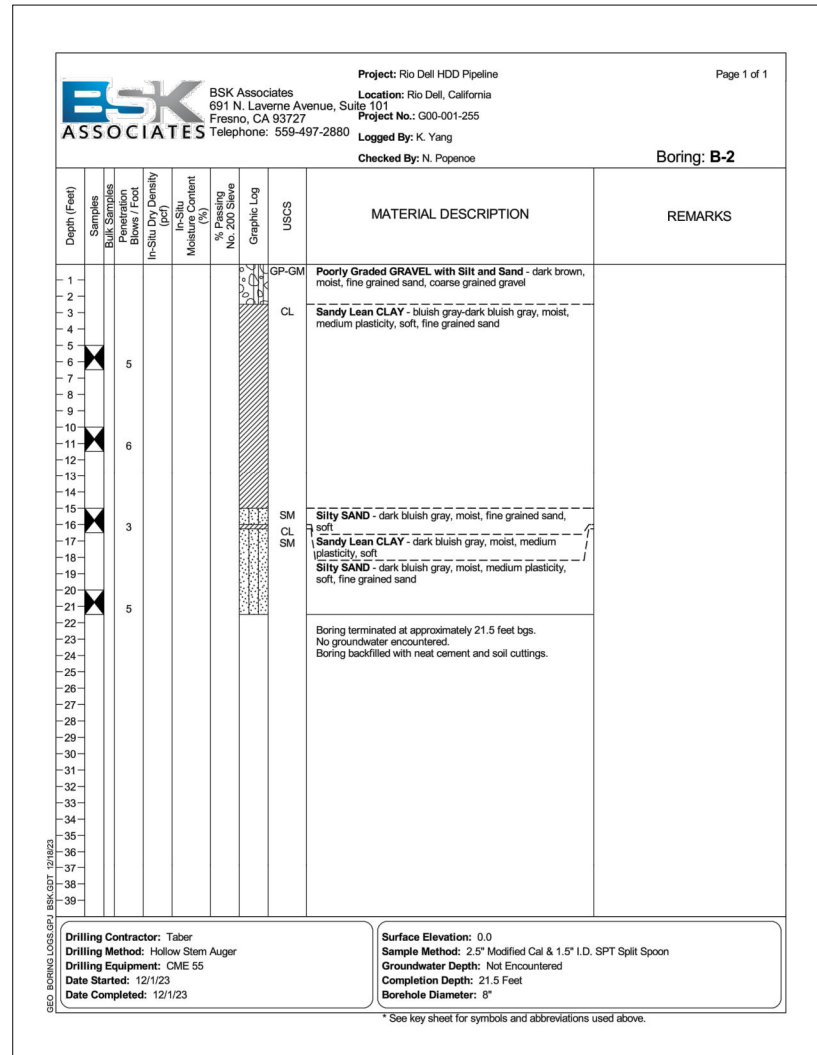 BSK
ASSOCIATES
BSK Associates
691 N. Laverne Avenue, Suite 101
Fresno, CA 93727
Telephone: 559-497-2880
Project: Rio Dell HDD Pipeline
Location: Rio Dell, California
Project No.: G00-001-255
Logged By: K. Yang
Checked By: N. Popenoe
Page 1 of 1
Boring: B-2
Depth (Feet)
Samples
Bulk Samples
Penetration
Blows / Foot
In-Situ Dry Density
(pcf)
In-Situ
Moisture Content
(%)
% Passing
No. 200 Sieve
Graphic Log
USCS
MATERIAL DESCRIPTION
REMARKS
GP-GM Poorly Graded GRAVEL with Silt and Sand - dark brown,
1 moist, fine grained sand, coarse grained gravel
2
3 CL Sandy Lean CLAY - bluish gray-dark bluish gray, moist,
4 medium plasticity, soft, fine grained sand
5
6 5
7
8
9
10
11 6
12
13
14
15 SM Silty SAND - dark bluish gray, moist, fine grained sand,
16 3 soft
17 CL Sandy Lean CLAY - dark bluish gray, moist, medium
SM plasticity, soft
18
19 Silty SAND - dark bluish gray, moist, medium plasticity,
soft, fine grained sand
20
21 5
22 Boring terminated at approximately 21.5 feet bgs.
23 No groundwater encountered.
24 Boring backfilled with neat cement and soil cuttings.
25
26
27
28
29
30
31
32
33
34
35
36
37
38
39
GEO BORING LOGS.GPJ BSK.GDT 12/18/23
Drilling Contractor: Taber
Drilling Method: Hollow Stem Auger
Drilling Equipment: CME 55
Date Started: 12/1/23
Date Completed: 12/1/23
Surface Elevation: 0.0
Sample Method: 2.5" Modified Cal & 1.5" I.D. SPT Split Spoon
Groundwater Depth: Not Encountered
Completion Depth: 21.5 Feet
Borehole Diameter: 8"
* See key sheet for symbols and abbreviations used above.